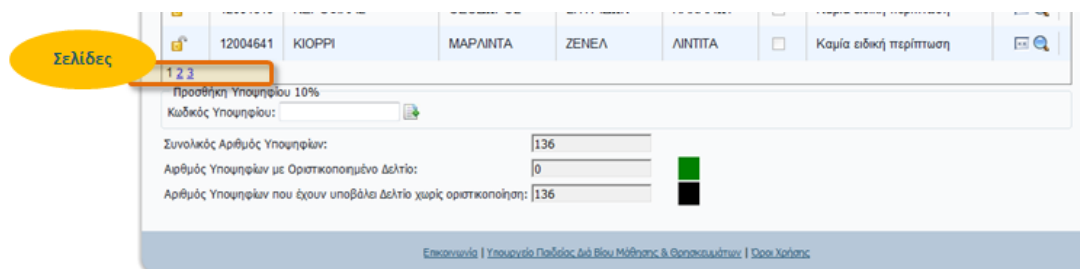 Σελίδες
12004641 ΚΙΟΡΡΙ ΜΑΡΛΙΝΤΑ ΖΕΝΕΛ ΛΙΝΤΙΤΑ Καμία ειδική περίπτωση
1 2 3
Προσθήκη Υποψηφίου 10%
Κωδικός Υποψηφίου:
Συνολικός Αριθμός Υποψηφίων: 136
Αριθμός Υποψηφίων με Οριστικοποιημένο Δελτίο: 0
Αριθμός Υποψηφίων που έχουν υποβάλει Δελτίο χωρίς οριστικοποίηση: 136
Επικοινωνία | Υπουργείο Παιδείας Διά Βίου Μάθησης & Θρησκευμάτων | Όροι Χρήσης